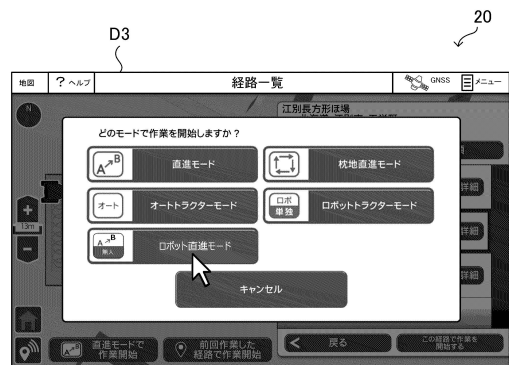 20
D3
地図
? ヘルプ
経路一覧
GNSS
メニュー
N
江別長方形ほ場
どのモードで作業を開始しますか？
A B
直進モード
枕地直進モード
オート
オートトラクターモード
ロボ
単独
ロボットトラクターモード
A B
無人
ロボット直進モード
キャンセル
詳細
詳細
詳細
+
13m
-
直進モードで
作業開始
前回作業した
経路で作業開始
< 戻る
この経路で作業を
開始する